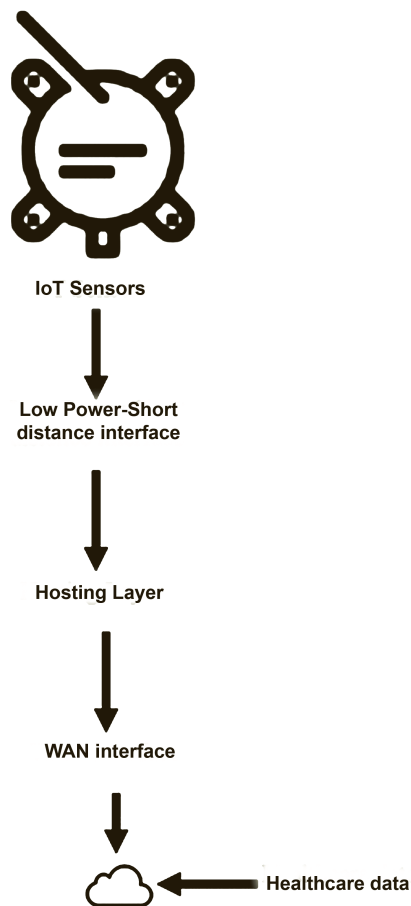 IoT Sensors
Low Power-Short
distance interface
Hosting Layer
WAN interface
Healthcare data